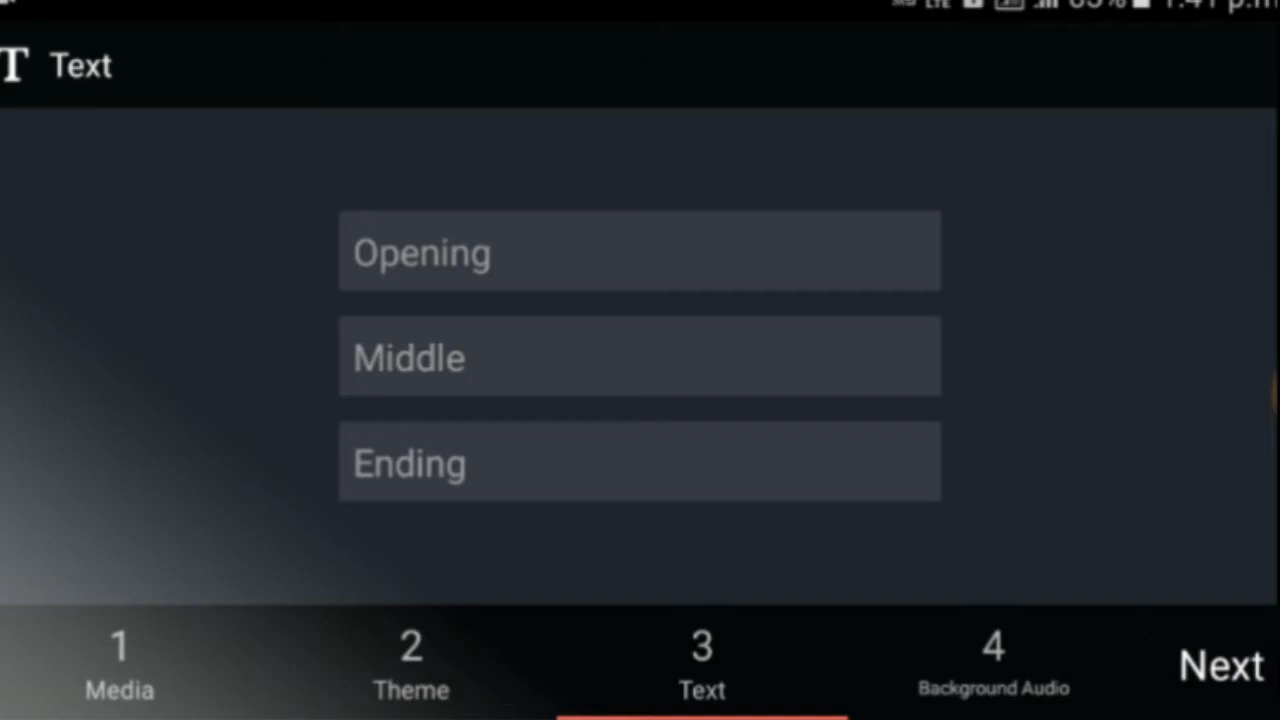 T Text
Opening
Middle
Ending
1 2 3 4
Media Theme Text Background Audio
Next